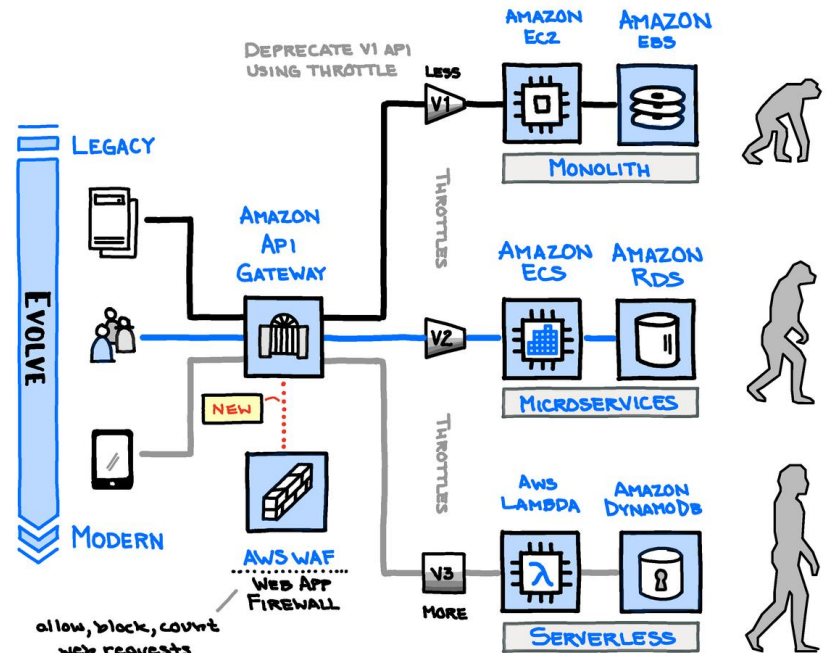 AMAZON
EC2
AMAZON
EBS
DEPRECATE V1 API
USING THROTTLE
LESS
V1
MONOLITH
LEGACY
EVOLVE
MODERN
AMAZON
API
GATEWAY
THROTTLES
AMAZON
ECS
AMAZON
RDS
V2
MICROSERVICES
NEW
THROTTLES
AWS
LAMBDA
AMAZON
DYNAMODB
V3
λ
MORE
SERVERLESS
AWS WAF
WEB APP
FIREWALL
allow, block, count
web requests